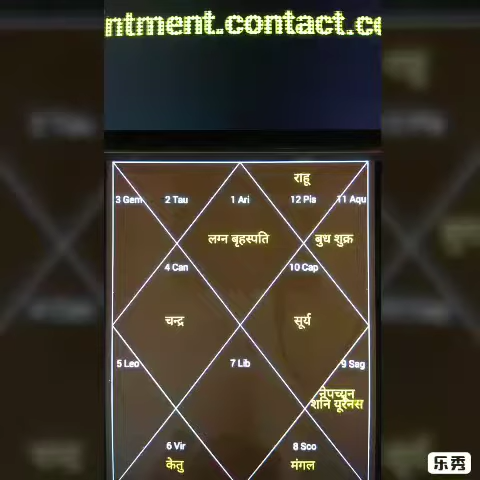 ntment.contact.c
राहू
3 Gem 2 Tau 1 Ari 12 Pis 11 Aqu
लग्न बृहस्पति बुध शुक्र
4 Can 10 Cap
चन्द्र सूर्य
5 Leo 7 Lib 9 Sag
नेपच्यून
शनि यूरेनस
6 Vir 8 Sco
केतु मंगल
乐秀